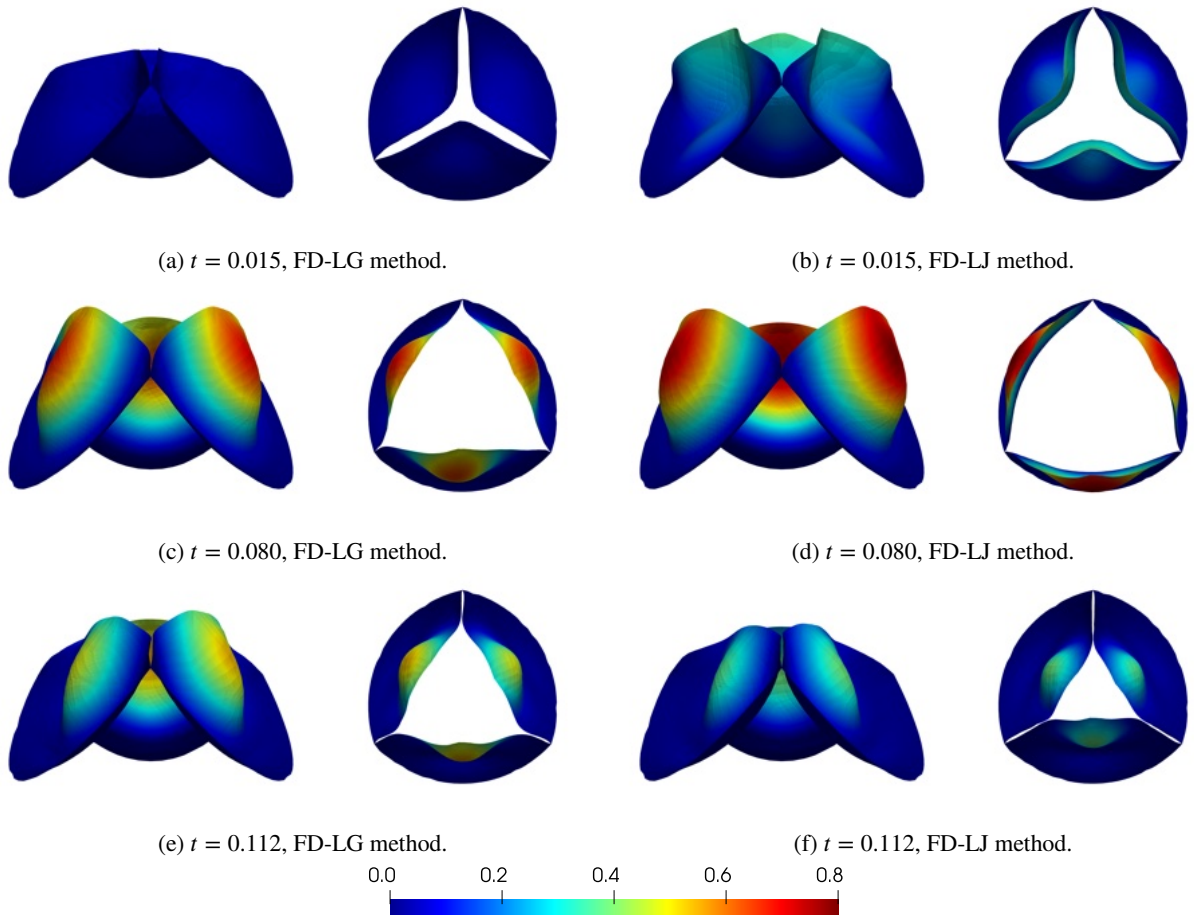 (a) t = 0.015, FD-LG method.
(b) t = 0.015, FD-LJ method.
(c) t = 0.080, FD-LG method.
(d) t = 0.080, FD-LJ method.
(e) t = 0.112, FD-LG method.
(f) t = 0.112, FD-LJ method.
0.0 0.2 0.4 0.6 0.8